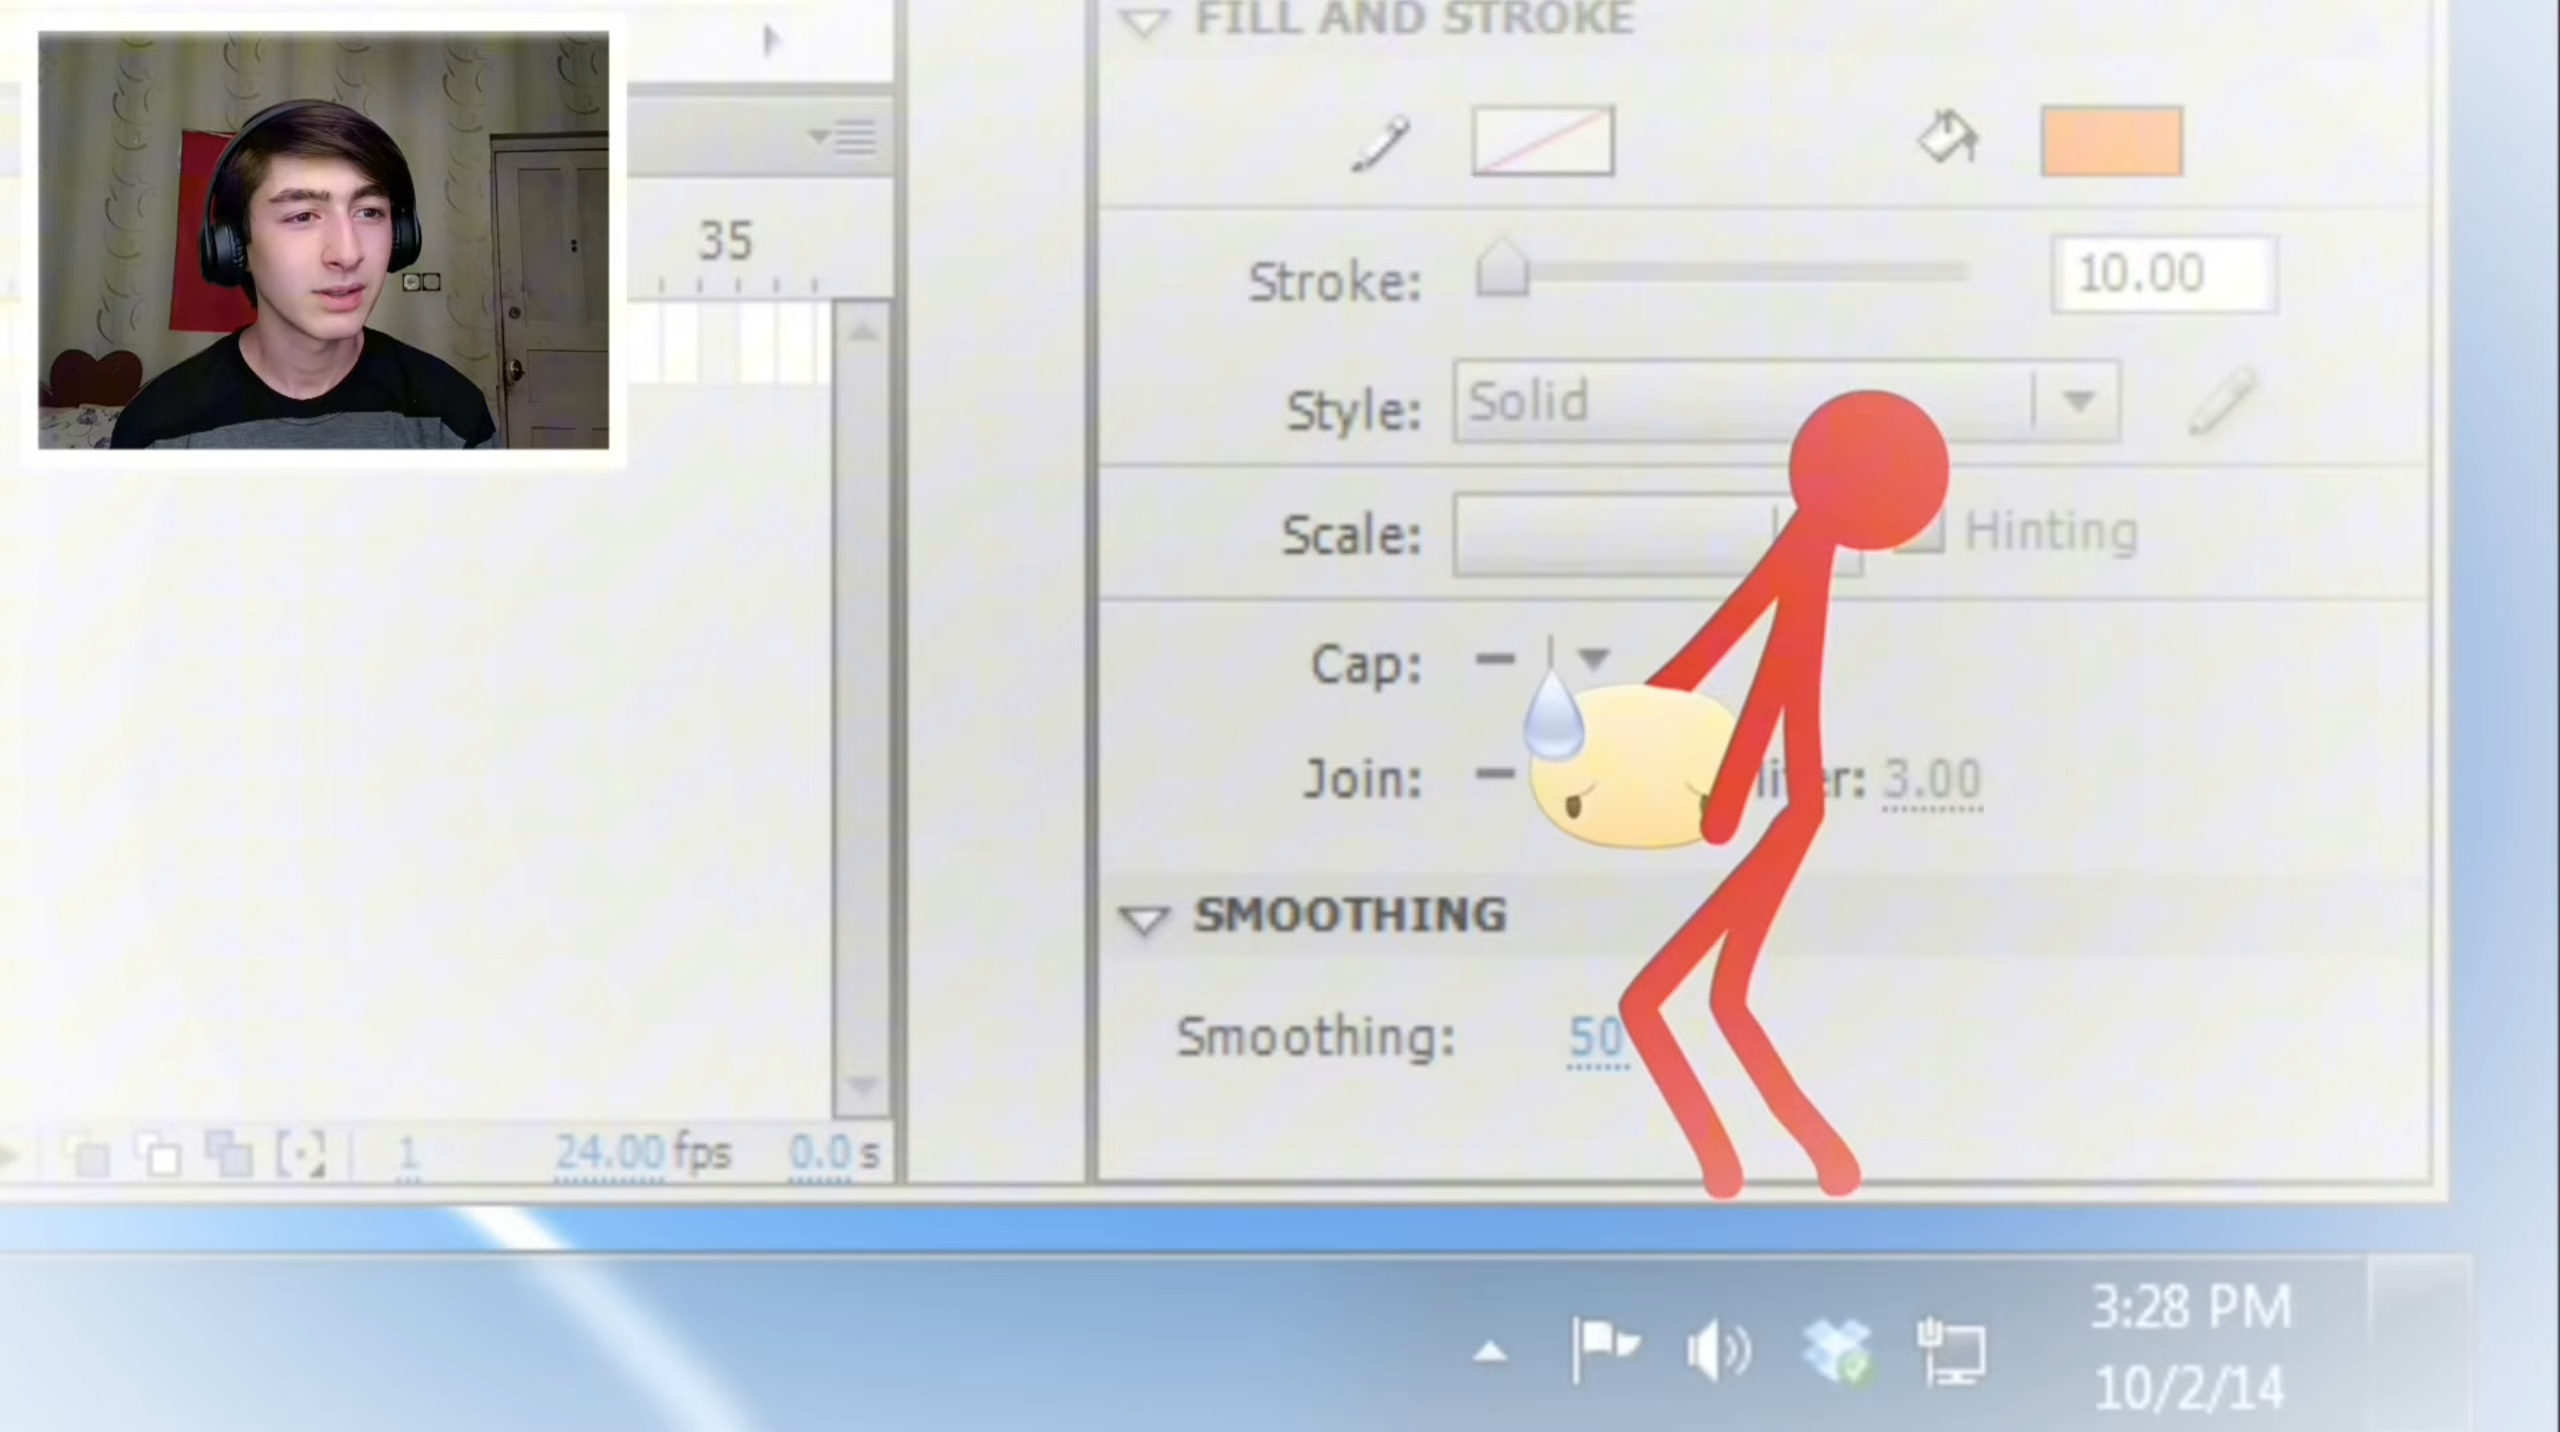 FILL AND STROKE
35
Stroke: 10.00
Style: Solid
Scale: Hinting
Cap:
Join: 3.00
SMOOTHING
Smoothing: 50
1 24.00 fps 0.0 s
3:28 PM
10/2/14